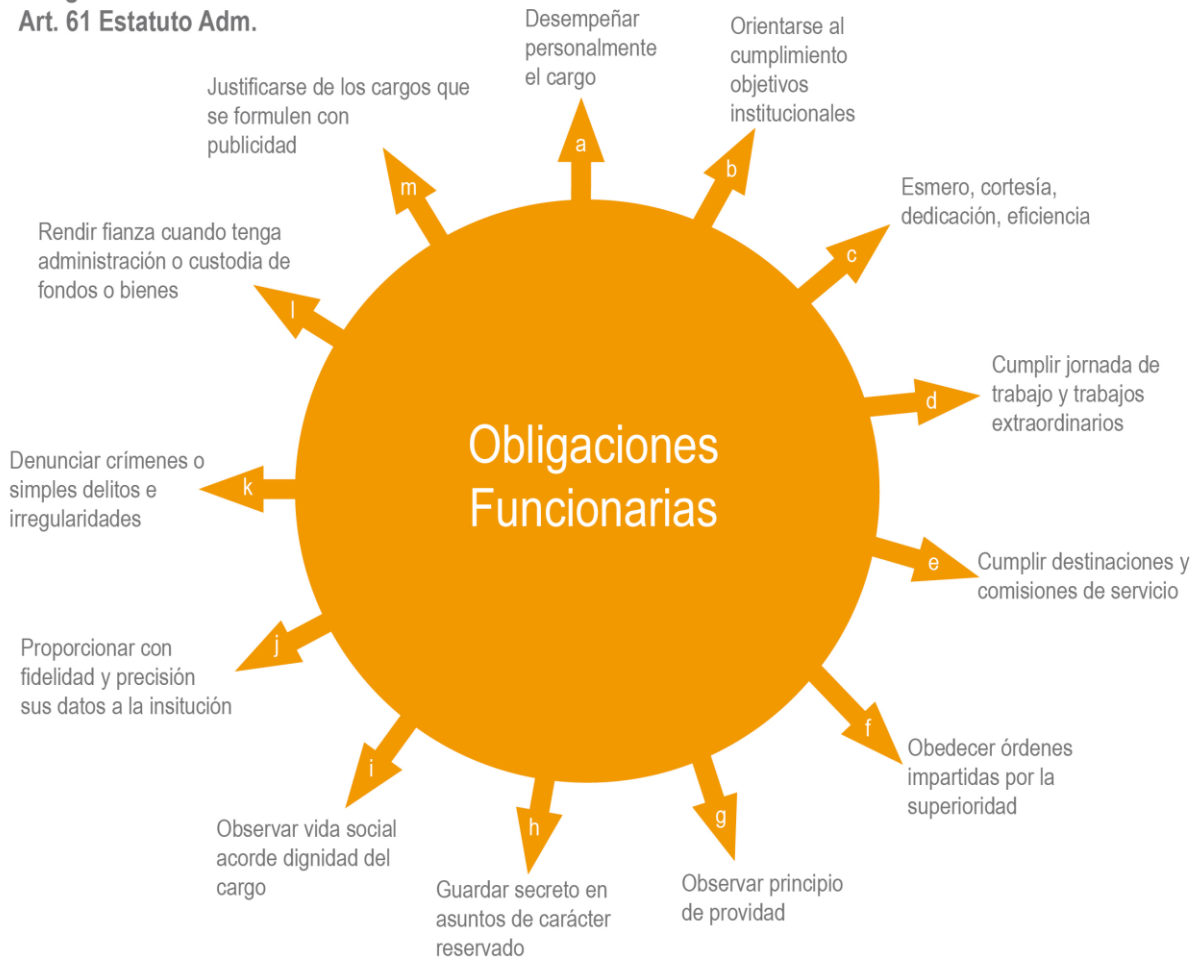 Art. 61 Estatuto Adm.
Desempeñar
personalmente
el cargo
a
Orientarse al
cumplimiento
objetivos
institucionales
b
Esmero, cortesía,
dedicación, eficiencia
c
Cumplir jornada de
trabajo y trabajos
extraordinarios
d
Cumplir destinaciones y
comisiones de servicio
e
Obedecer órdenes
impartidas por la
superioridad
f
Observar principio
de providad
g
Guardar secreto en
asuntos de carácter
reservado
h
Observar vida social
acorde dignidad del
cargo
i
Proporcionar con
fidelidad y precisión
sus datos a la insitución
j
Denunciar crímenes o
simples delitos e
irregularidades
k
Rendir fianza cuando tenga
administración o custodia de
fondos o bienes
l
Justificarse de los cargos que
se formulen con
publicidad
m
Obligaciones
Funcionarias